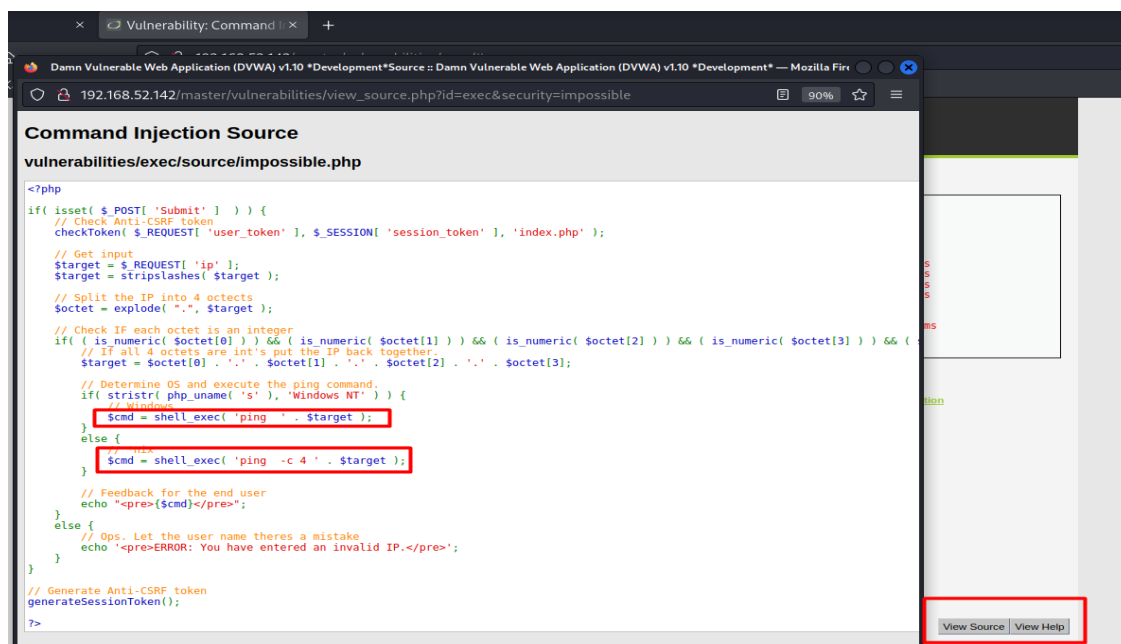 Vulnerability: Command I
Damn Vulnerable Web Application (DVWA) v1.10 *Development*Source :: Damn Vulnerable Web Application (DVWA) v1.10 *Development* — Mozilla Fire
192.168.52.142/master/vulnerabilities/view_source.php?id=exec&security=impossible
90%
Command Injection Source
vulnerabilities/exec/source/impossible.php
<?php
if( isset( $_POST[ 'Submit' ]  ) ) {
    // Check Anti-CSRF token
    checkToken( $_REQUEST[ 'user_token' ], $_SESSION[ 'session_token' ], 'index.php' );
    // Get input
    $target = $_REQUEST[ 'ip' ];
    $target = stripslashes( $target );
    // Split the IP into 4 octects
    $octet = explode( ".", $target );
    // Check IF each octet is an integer
    if( ( is_numeric( $octet[0] ) ) && ( is_numeric( $octet[1] ) ) && ( is_numeric( $octet[2] ) ) && ( is_numeric( $octet[3] ) ) && (
        // If all 4 octets are int's put the IP back together.
        $target = $octet[0] . '.' . $octet[1] . '.' . $octet[2] . '.' . $octet[3];
        // Determine OS and execute the ping command.
        if( stristr( php_uname( 's' ), 'Windows NT' ) ) {
            // Windows
            $cmd = shell_exec( 'ping  ' . $target );
        }
        else {
            // *nix
            $cmd = shell_exec( 'ping  -c 4 ' . $target );
        }
        // Feedback for the end user
        echo "<pre>{$cmd}</pre>";
    }
    else {
        // Ops. Let the user name theres a mistake
        echo '<pre>ERROR: You have entered an invalid IP.</pre>';
    }
}
// Generate Anti-CSRF token
generateSessionToken();
?>
s
s
s
s
ms
tion
View Source View Help